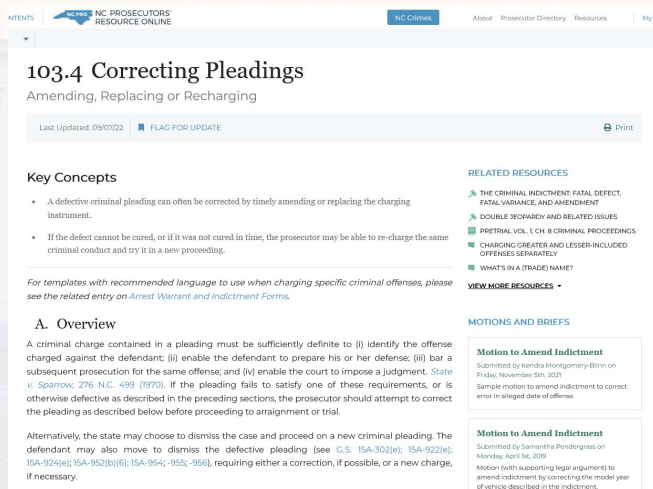 NTENTS
NC PRO
NC PROSECUTORS'
RESOURCE ONLINE
NC Crimes
About Prosecutor Directory Resources
My
103.4 Correcting Pleadings
Amending, Replacing or Recharging
Last Updated: 09/07/22 FLAG FOR UPDATE
Print
Key Concepts
• A defective criminal pleading can often be corrected by timely amending or replacing the charging
instrument.
• If the defect cannot be cured, or if it was not cured in time, the prosecutor may be able to re-charge the same
criminal conduct and try it in a new proceeding.
For templates with recommended language to use when charging specific criminal offenses, please
see the related entry on Arrest Warrant and Indictment Forms.
A. Overview
A criminal charge contained in a pleading must be sufficiently definite to (i) identify the offense
charged against the defendant; (ii) enable the defendant to prepare his or her defense; (iii) bar a
subsequent prosecution for the same offense; and (iv) enable the court to impose a judgment. State
v. Sparrow, 276 N.C. 499 (1970). If the pleading fails to satisfy one of these requirements, or is
otherwise defective as described in the preceding sections, the prosecutor should attempt to correct
the pleading as described below before proceeding to arraignment or trial.
Alternatively, the state may choose to dismiss the case and proceed on a new criminal pleading. The
defendant may also move to dismiss the defective pleading (see G.S. 15A-302(e); 15A-922(e);
15A-924(e); 15A-952(b)(6); 15A-954, -955; -956), requiring either a correction, if possible, or a new charge,
if necessary.
RELATED RESOURCES
THE CRIMINAL INDICTMENT: FATAL DEFECT,
FATAL VARIANCE, AND AMENDMENT
DOUBLE JEOPARDY AND RELATED ISSUES
PRETRIAL VOL. 1, CH. 8 CRIMINAL PROCEEDINGS
CHARGING GREATER AND LESSER-INCLUDED
OFFENSES SEPARATELY
WHAT'S IN A (TRADE) NAME?
VIEW MORE RESOURCES
MOTIONS AND BRIEFS
Motion to Amend Indictment
Submitted by Kendra Montgomery-Blinn on
Friday, November 5th, 2021
Sample motion to amend indictment to correct
error in alleged date of offense.
Motion to Amend Indictment
Submitted by Samantha Pendergrass on
Monday, April 1st, 2019
Motion (with supporting legal argument) to
amend indictment by correcting the model year
of vehicle described in the indictment.